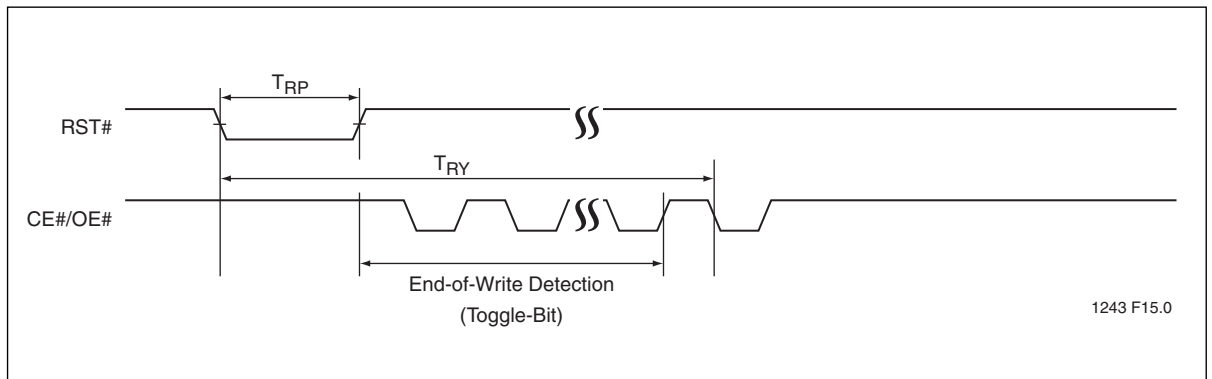 TRP
RST#
TRY
CE#/OE#
End-of-Write Detection
(Toggle-Bit)
1243 F15.0